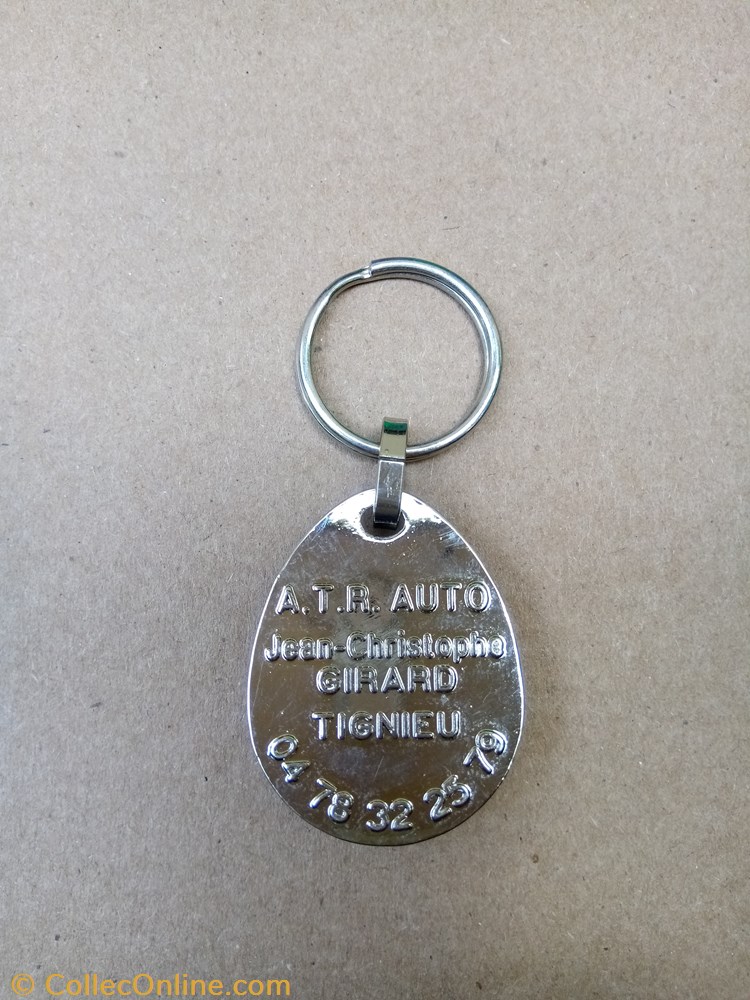 A.T.R. AUTO
Jean-Christophe
GIRARD
TIGNIEU
04 78 32 25 79
© CollecOnline.com